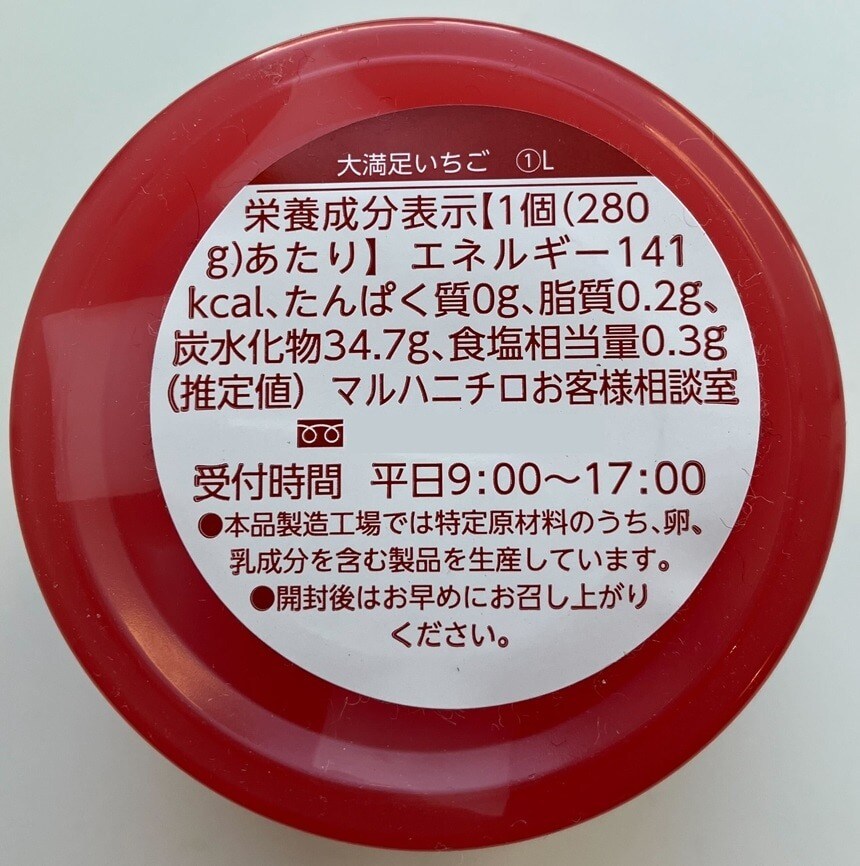 大満足いちご ①L
栄養成分表示【1個(280
g)あたり】 エネルギー141
kcal、たんぱく質0g、脂質0.2g、
炭水化物34.7g、食塩相当量0.3g
(推定値) マルハニチロお客様相談室
受付時間 平日9:00～17:00
●本品製造工場では特定原材料のうち、卵、
乳成分を含む製品を生産しています。
●開封後はお早めにお召し上がり
ください。